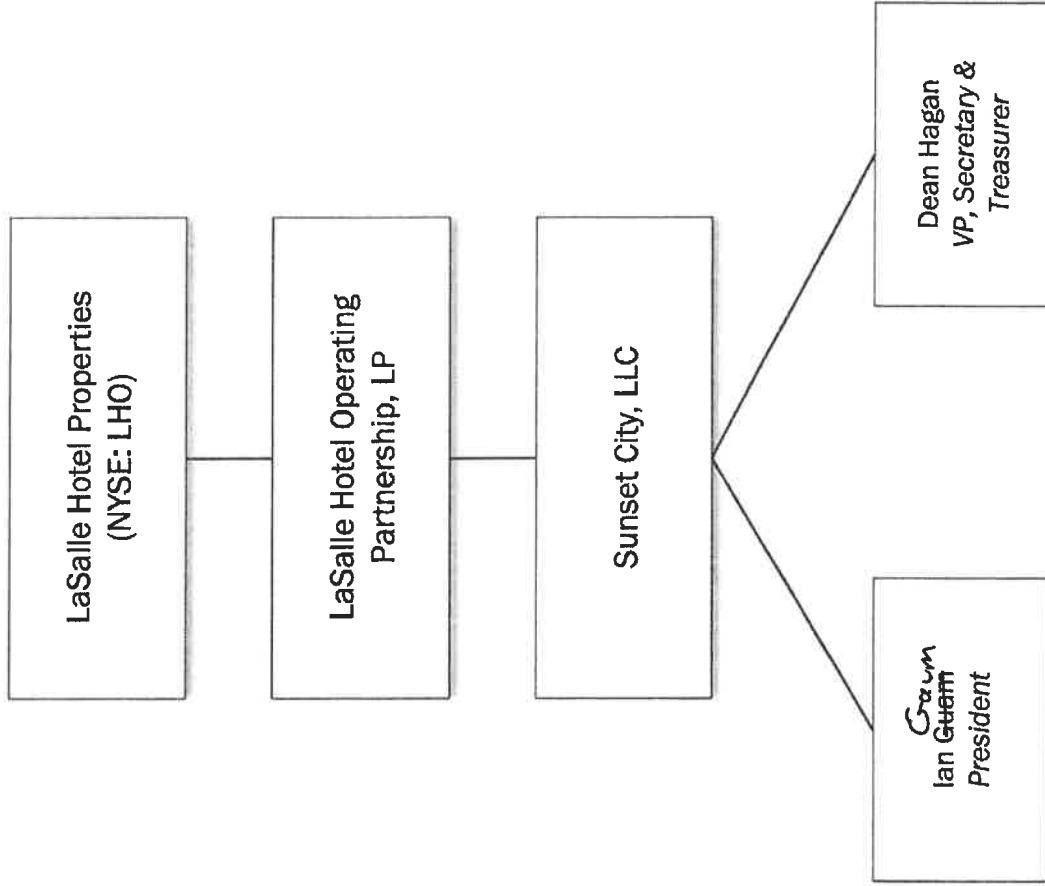 LaSalle Hotel Properties
(NYSE: LHO)
LaSalle Hotel Operating
Partnership, LP
Sunset City, LLC
Gaum
Ian Guam
President
Dean Hagan
VP, Secretary &
Treasurer